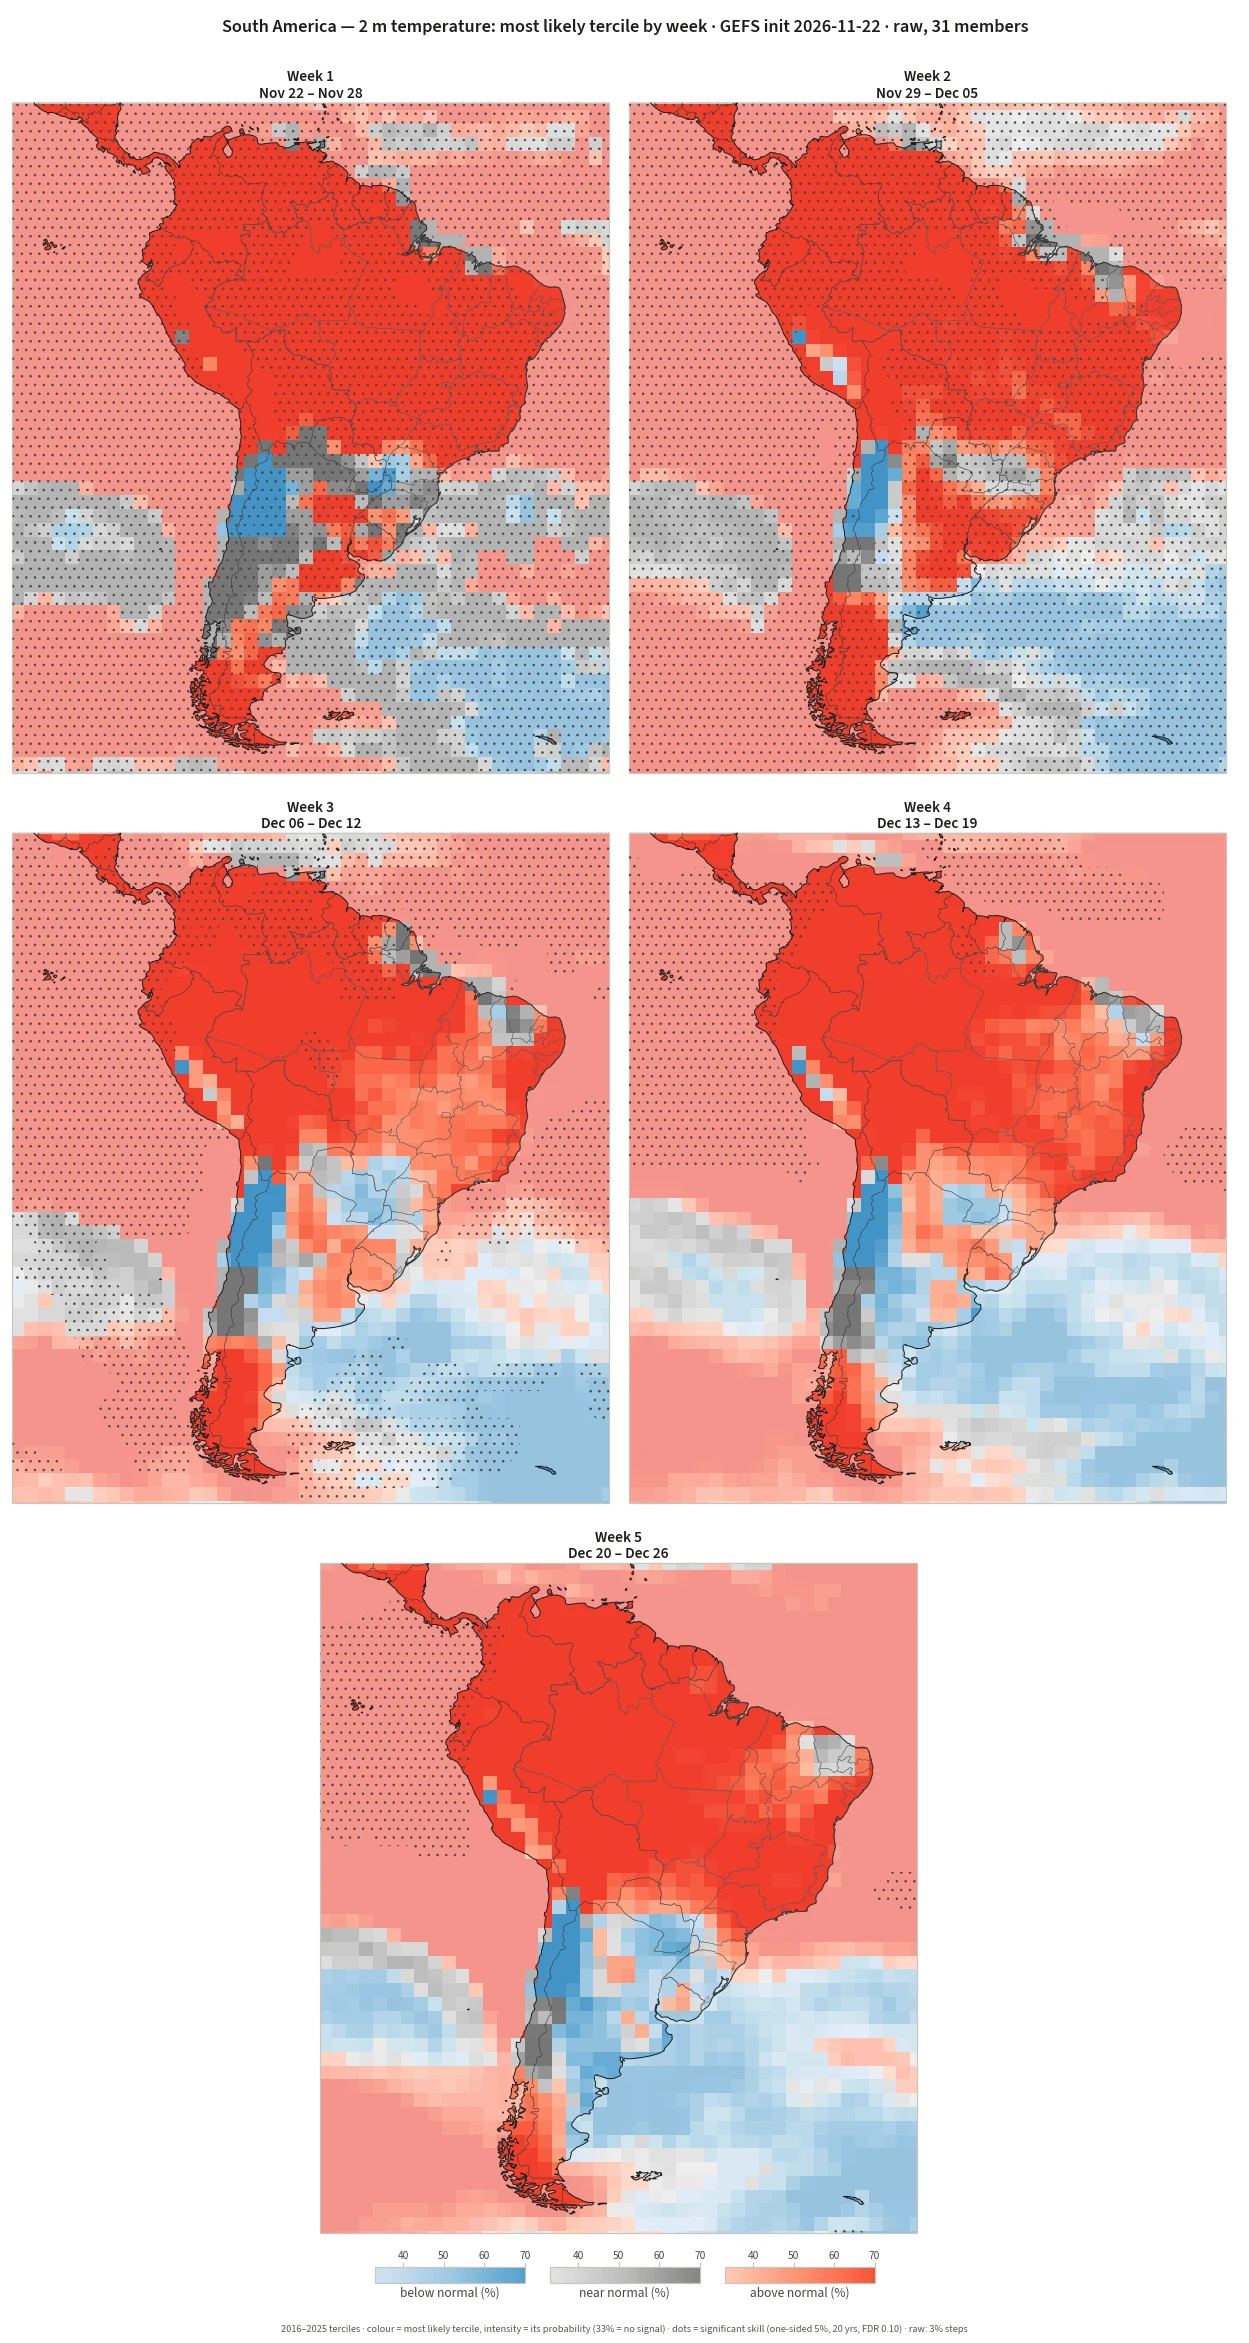 South America — 2 m temperature: most likely tercile by week · GEFS init 2026-11-22 · raw, 31 members
Week 1
Nov 22 – Nov 28
Week 2
Nov 29 – Dec 05
Week 3
Dec 06 – Dec 12
Week 4
Dec 13 – Dec 19
Week 5
Dec 20 – Dec 26
40 50 60 70
below normal (%)
40 50 60 70
near normal (%)
40 50 60 70
above normal (%)
2016–2025 terciles · colour = most likely tercile, intensity = its probability (33% = no signal) · dots = significant skill (one-sided 5%, 20 yrs, FDR 0.10) · raw: 3% steps